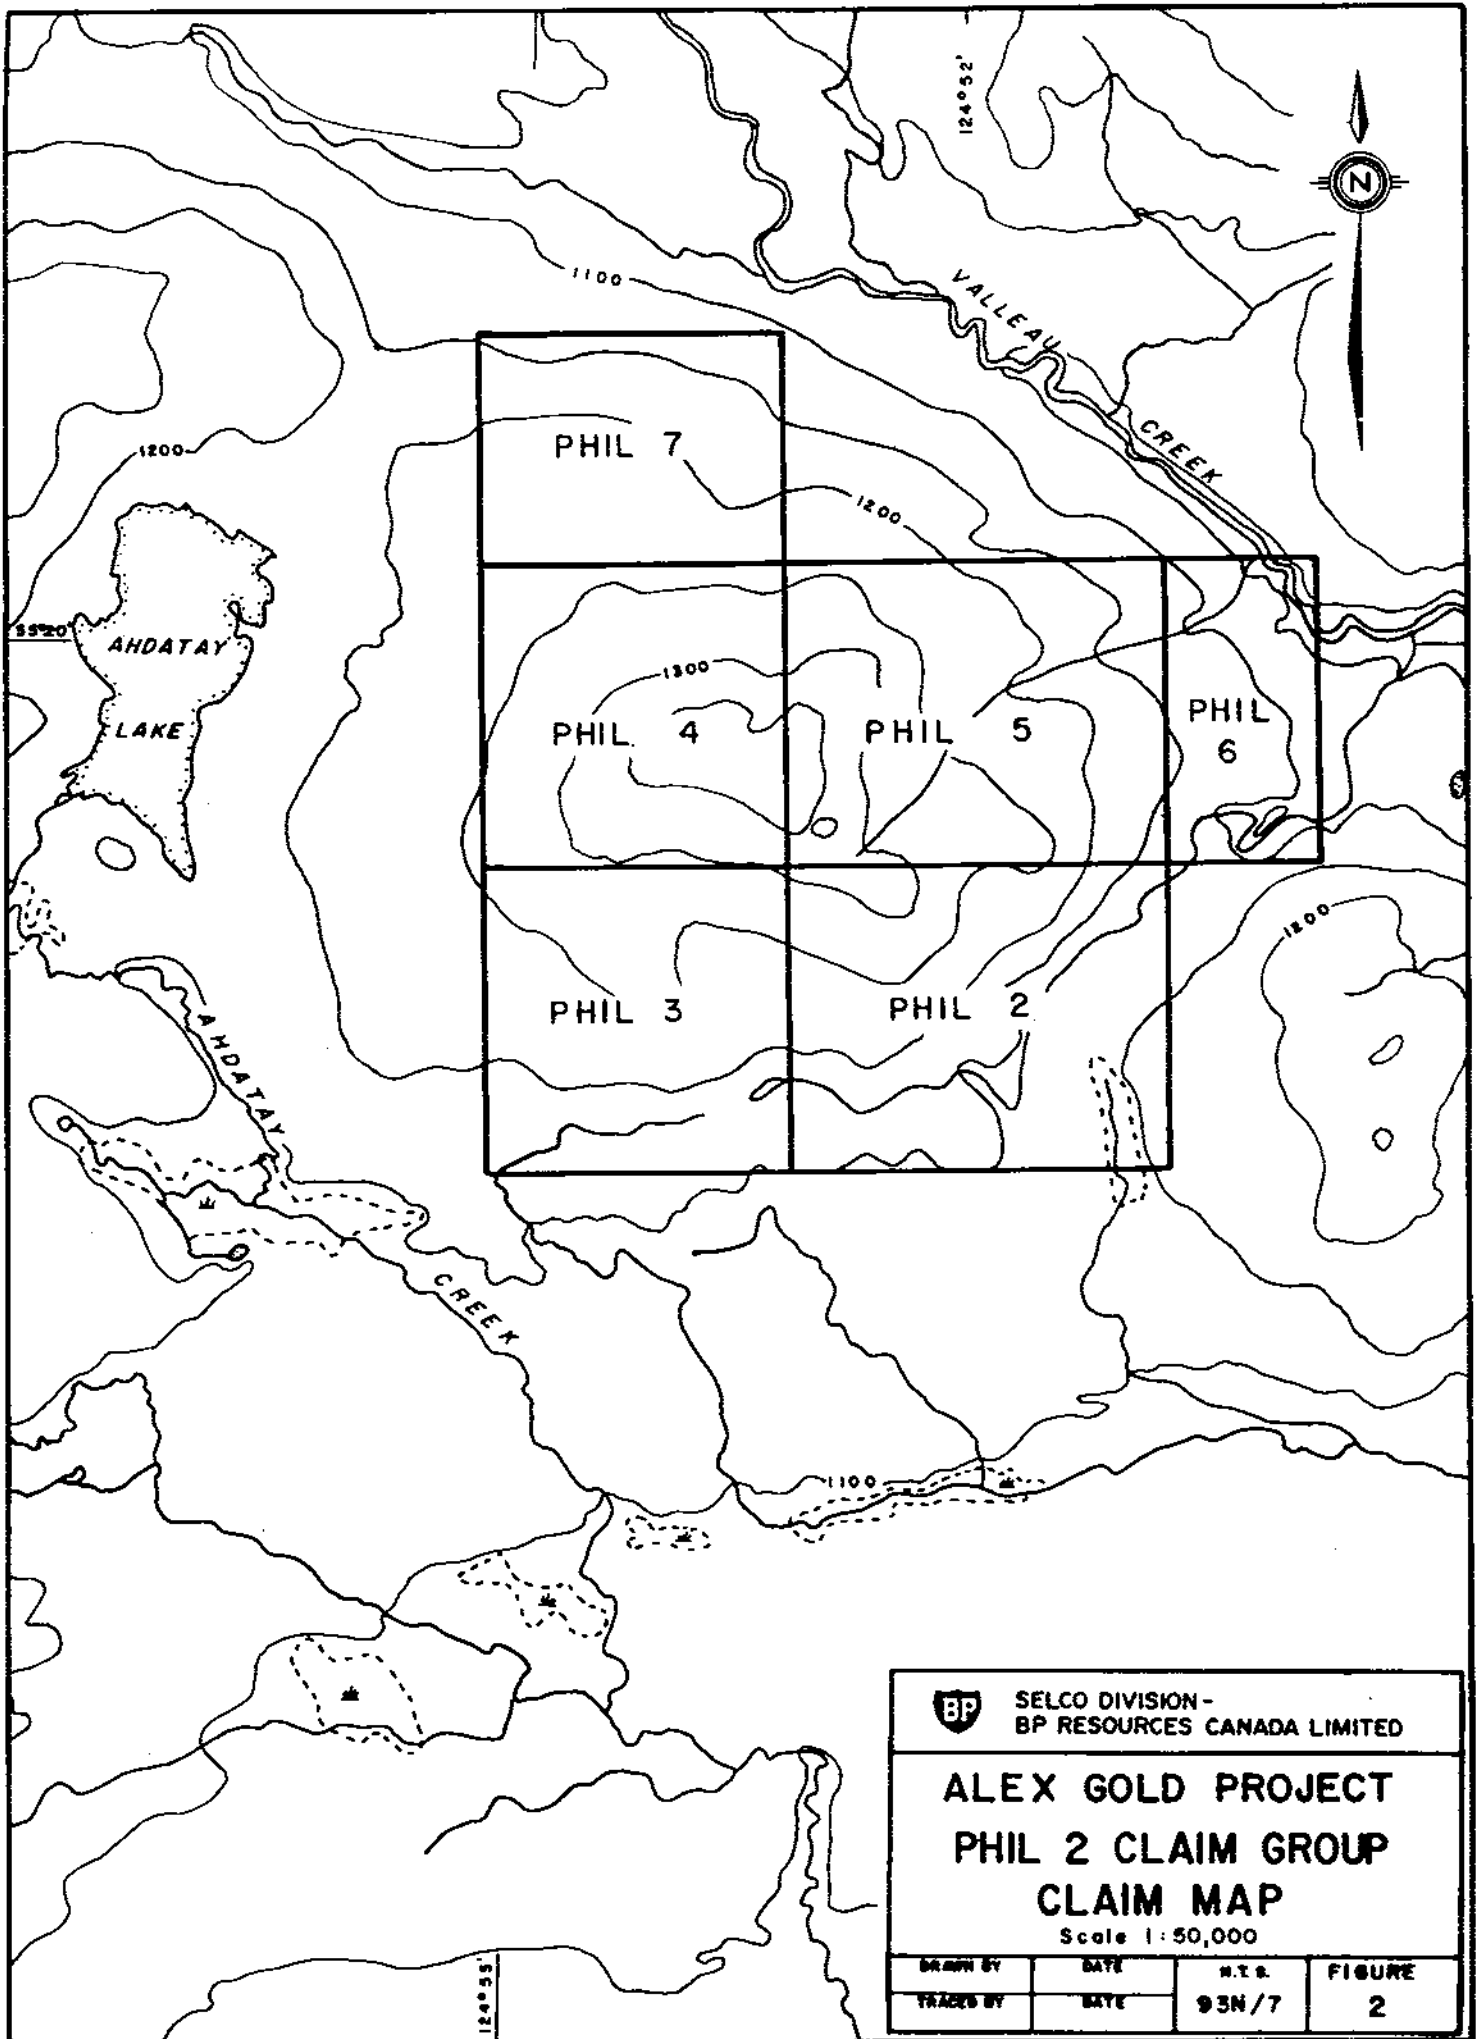 124°52'
N
1100
VALLEAU
CREEK
1200
PHIL 7
1200
55°20'
AHDATAY
LAKE
1300
PHIL 4
PHIL 5
PHIL
6
1200
PHIL 3
PHIL 2
AHDATAY
CREEK
1100
124°55'
BP
SELCO DIVISION-
BP RESOURCES CANADA LIMITED
ALEX GOLD PROJECT
PHIL 2 CLAIM GROUP
CLAIM MAP
Scale 1:50,000
DRAWN BY
DATE
N.T.S.
FIGURE
TRACED BY
DATE
93N/7
2